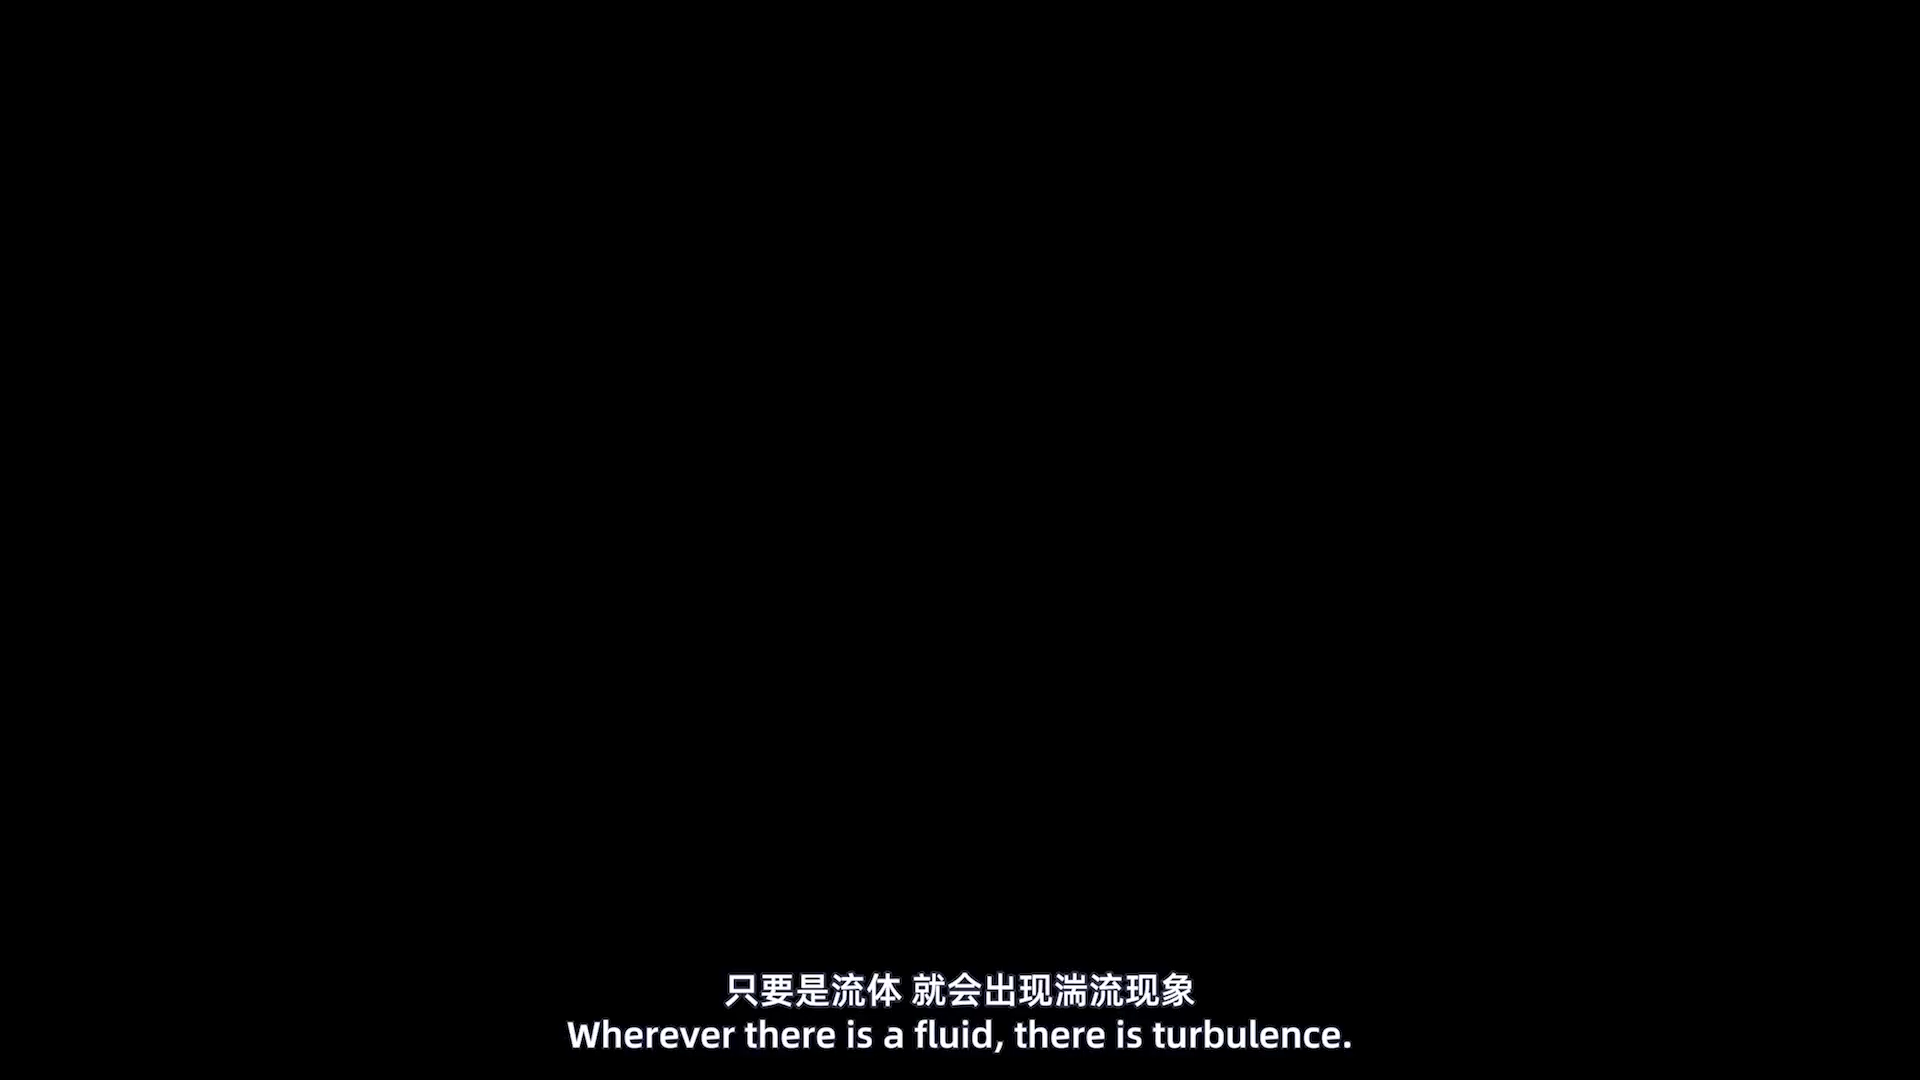 只要是流体 就会出现湍流现象
Wherever there is a fluid, there is turbulence.